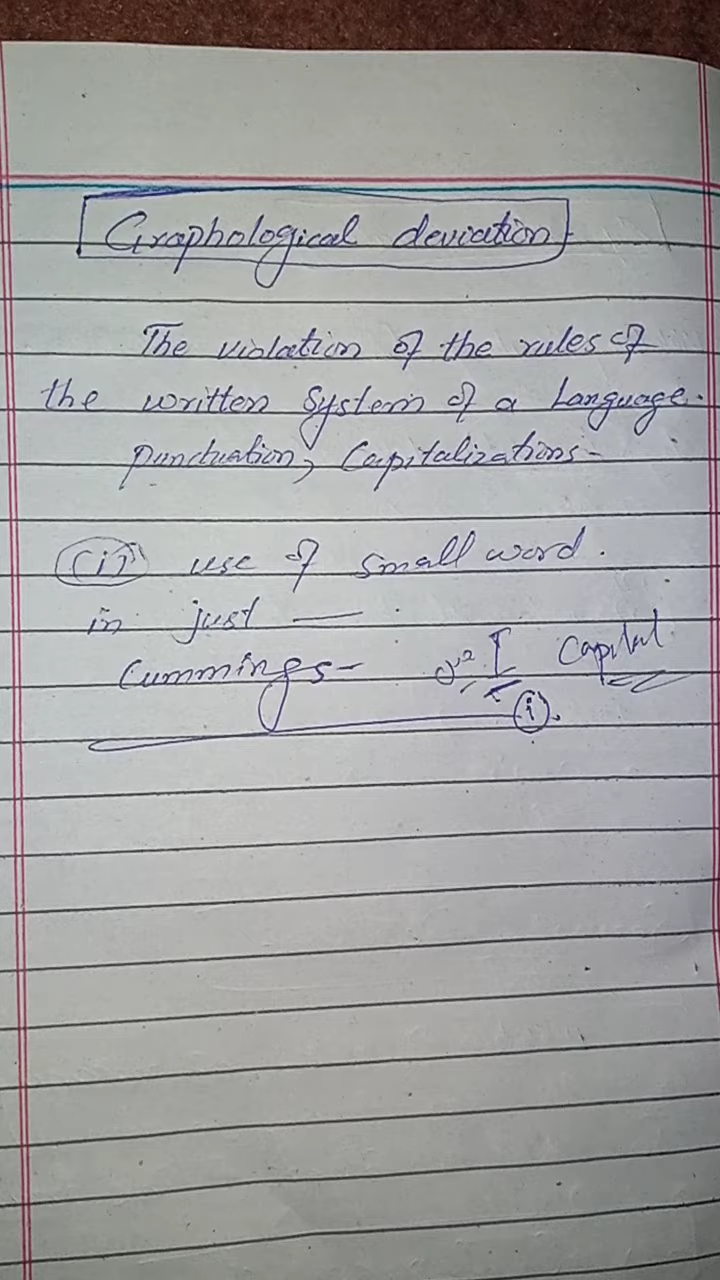 Graphological deviation
The violation of the rules of
the written System of a Language.
punctuation, Capitalizations-
(i) use of small word.
in just —
Cummings- I Capital
(i).